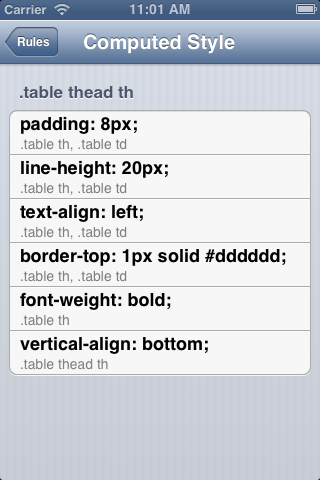 Carrier 11:01 AM
Rules Computed Style
.table thead th
padding: 8px;
.table th, .table td
line-height: 20px;
.table th, .table td
text-align: left;
.table th, .table td
border-top: 1px solid #dddddd;
.table th, .table td
font-weight: bold;
.table th
vertical-align: bottom;
.table thead th